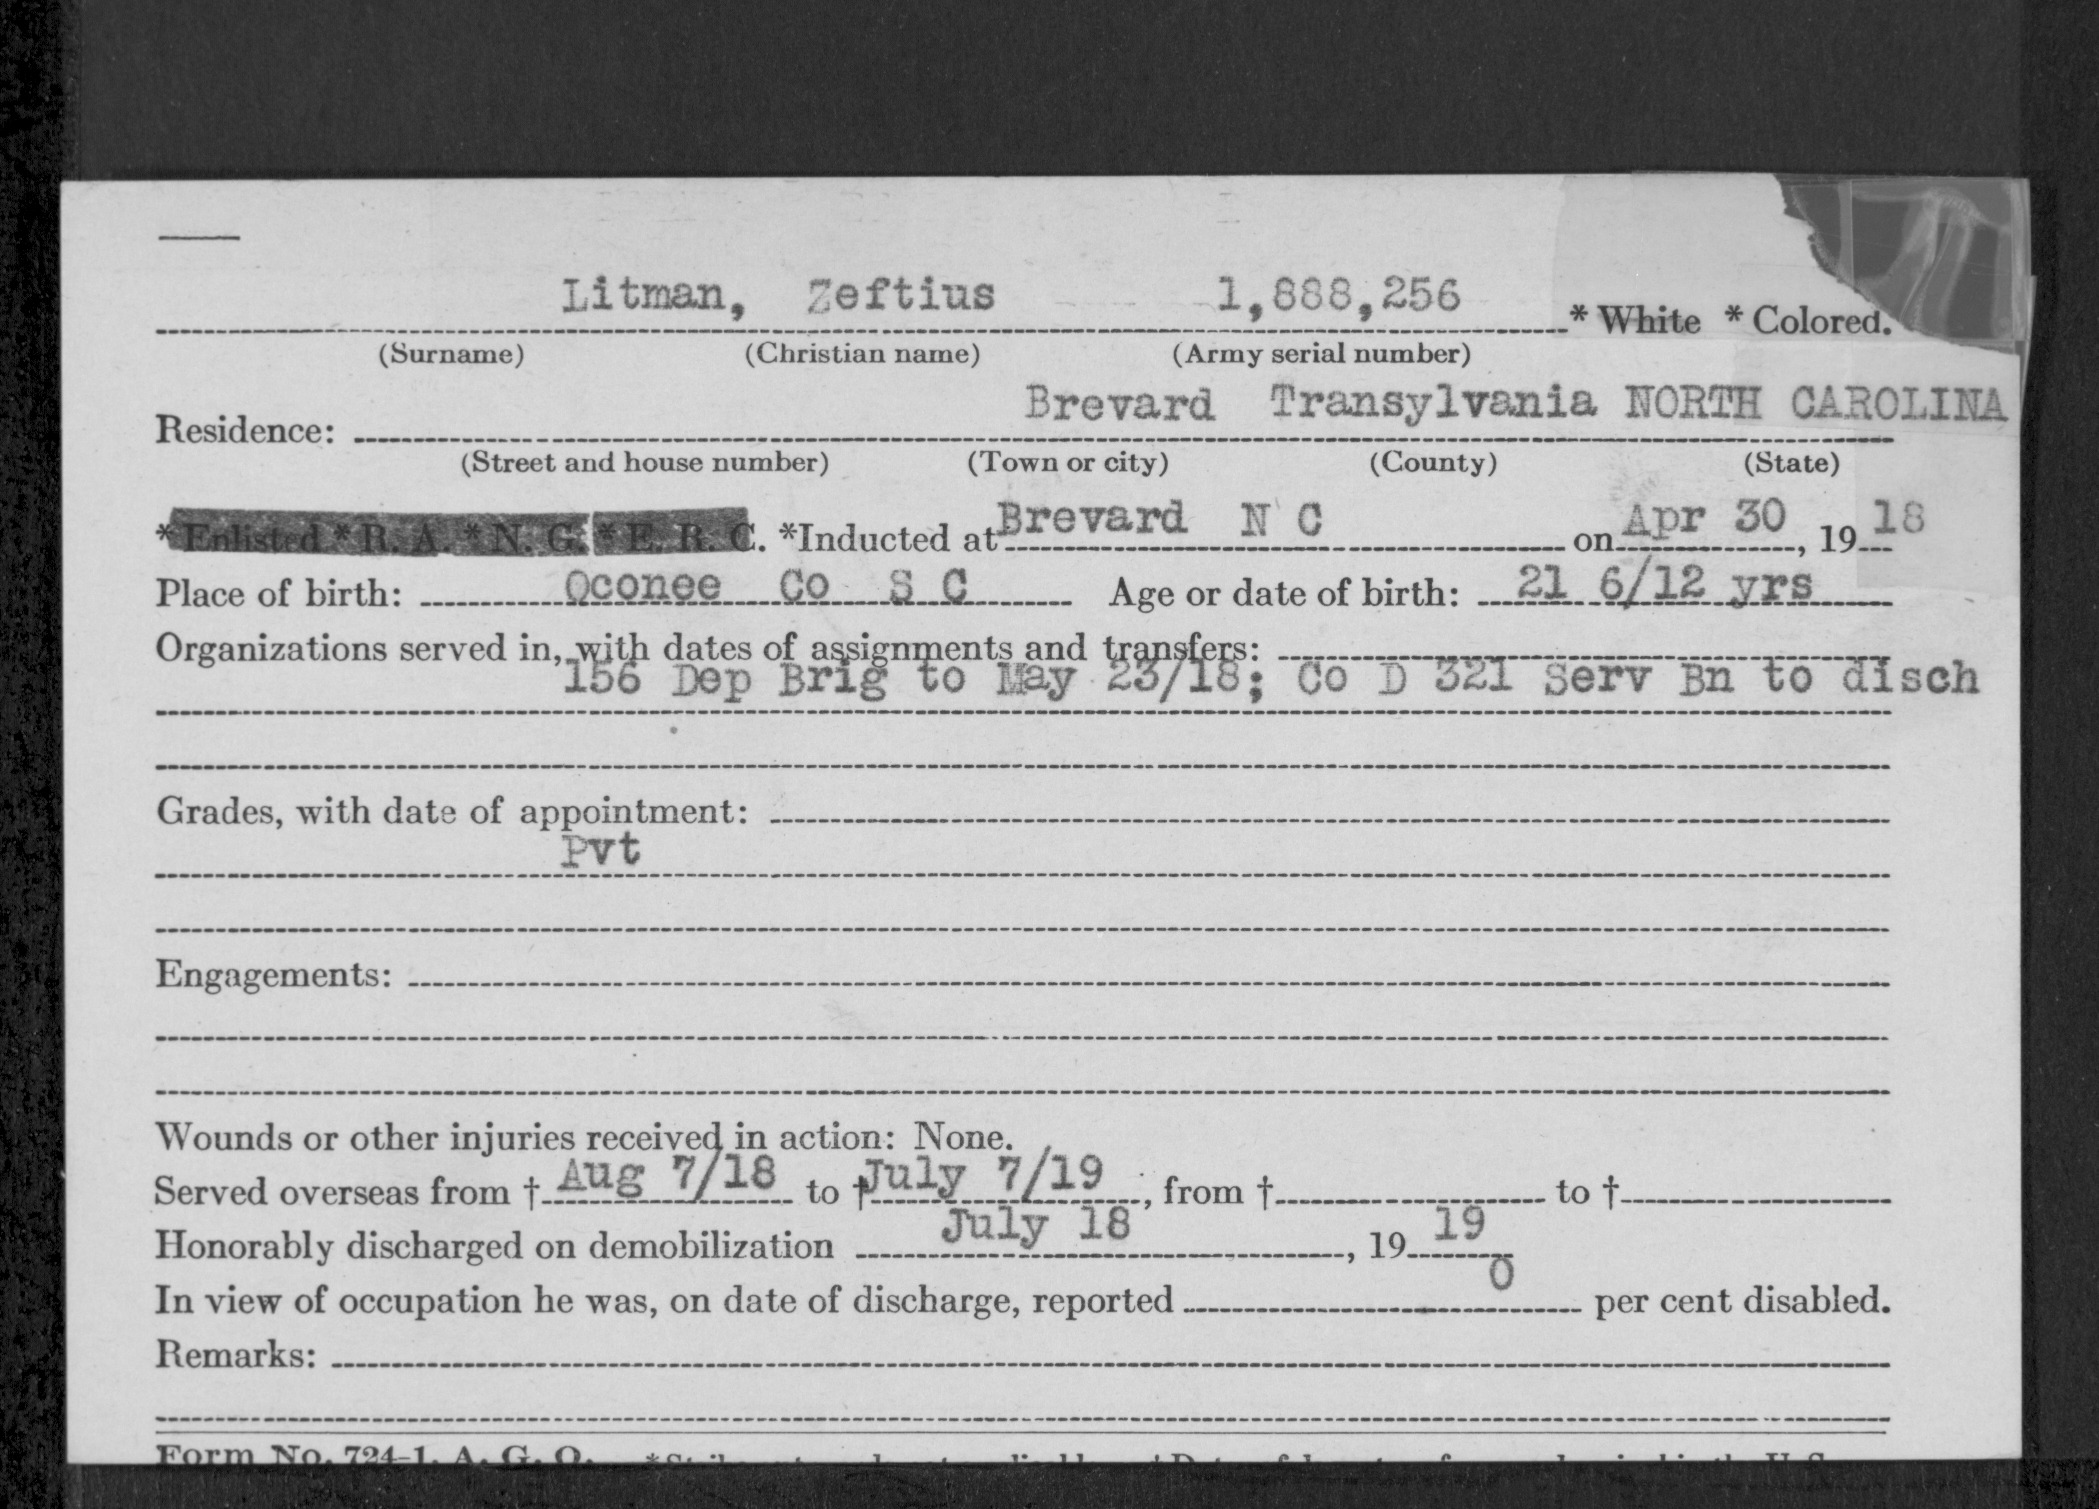 Litman, Zeftius 1,888,256 * White * Colored.
(Surname) (Christian name) (Army serial number)
Residence: Brevard Transylvania NORTH CAROLINA
(Street and house number) (Town or city) (County) (State)
* Enlisted * R. A. * N. G. * E. R. C. *Inducted at Brevard N C on Apr 30, 19 18
Place of birth: Oconee Co S C Age or date of birth: 21 6/12 yrs
Organizations served in, with dates of assignments and transfers:
156 Dep Brig to May 23/18; Co D 321 Serv Bn to disch
Grades, with date of appointment:
Pvt
Engagements:
Wounds or other injuries received in action: None.
Served overseas from † Aug 7/18 to † July 7/19, from † to †
Honorably discharged on demobilization July 18, 19 19
In view of occupation he was, on date of discharge, reported 0 per cent disabled.
Remarks:
Form No. 724-1, A. G. O.